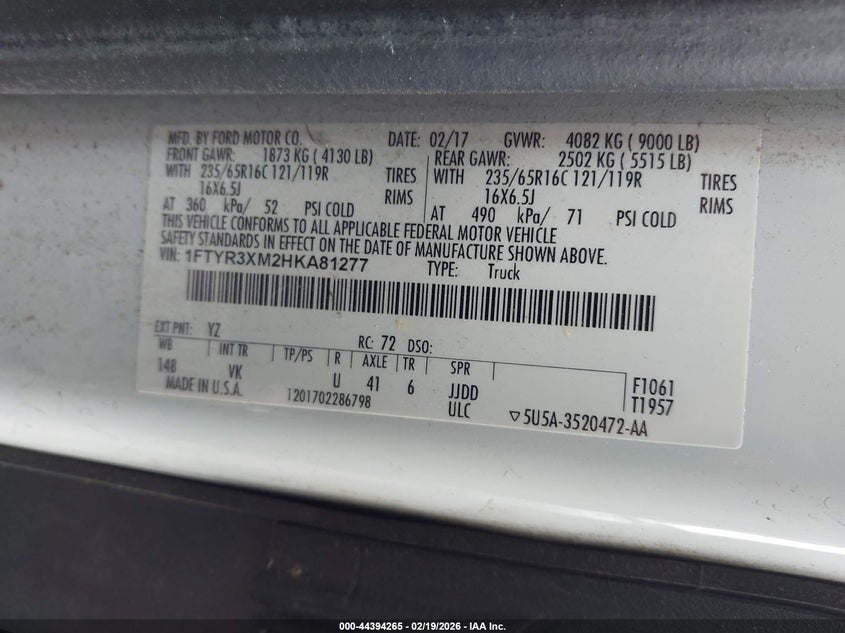 MFD. BY FORD MOTOR CO. DATE: 02/17 GVWR: 4082 KG ( 9000 LB)
FRONT GAWR: 1873 KG ( 4130 LB) REAR GAWR: 2502 KG ( 5515 LB)
WITH 235/65R16C 121/119R TIRES WITH 235/65R16C 121/119R TIRES
16X6.5J RIMS 16X6.5J RIMS
AT 360 kPa/ 52 PSI COLD AT 490 kPa/ 71 PSI COLD
THIS VEHICLE CONFORMS TO ALL APPLICABLE FEDERAL MOTOR VEHICLE
SAFETY STANDARDS IN EFFECT ON THE DATE OF MANUFACTURE SHOWN ABOVE.
VIN: 1FTYR3XM2HKA81277 TYPE: Truck
EXT PNT: YZ RC: 72 DSO:
WB INT TR TP/PS R AXLE TR SPR
148 VK U 41 6 JJDD F1061
MADE IN U.S.A. 1201702286798 ULC T1957
▽5U5A-3520472-AA
000-44394265 - 02/19/2026 - IAA Inc.